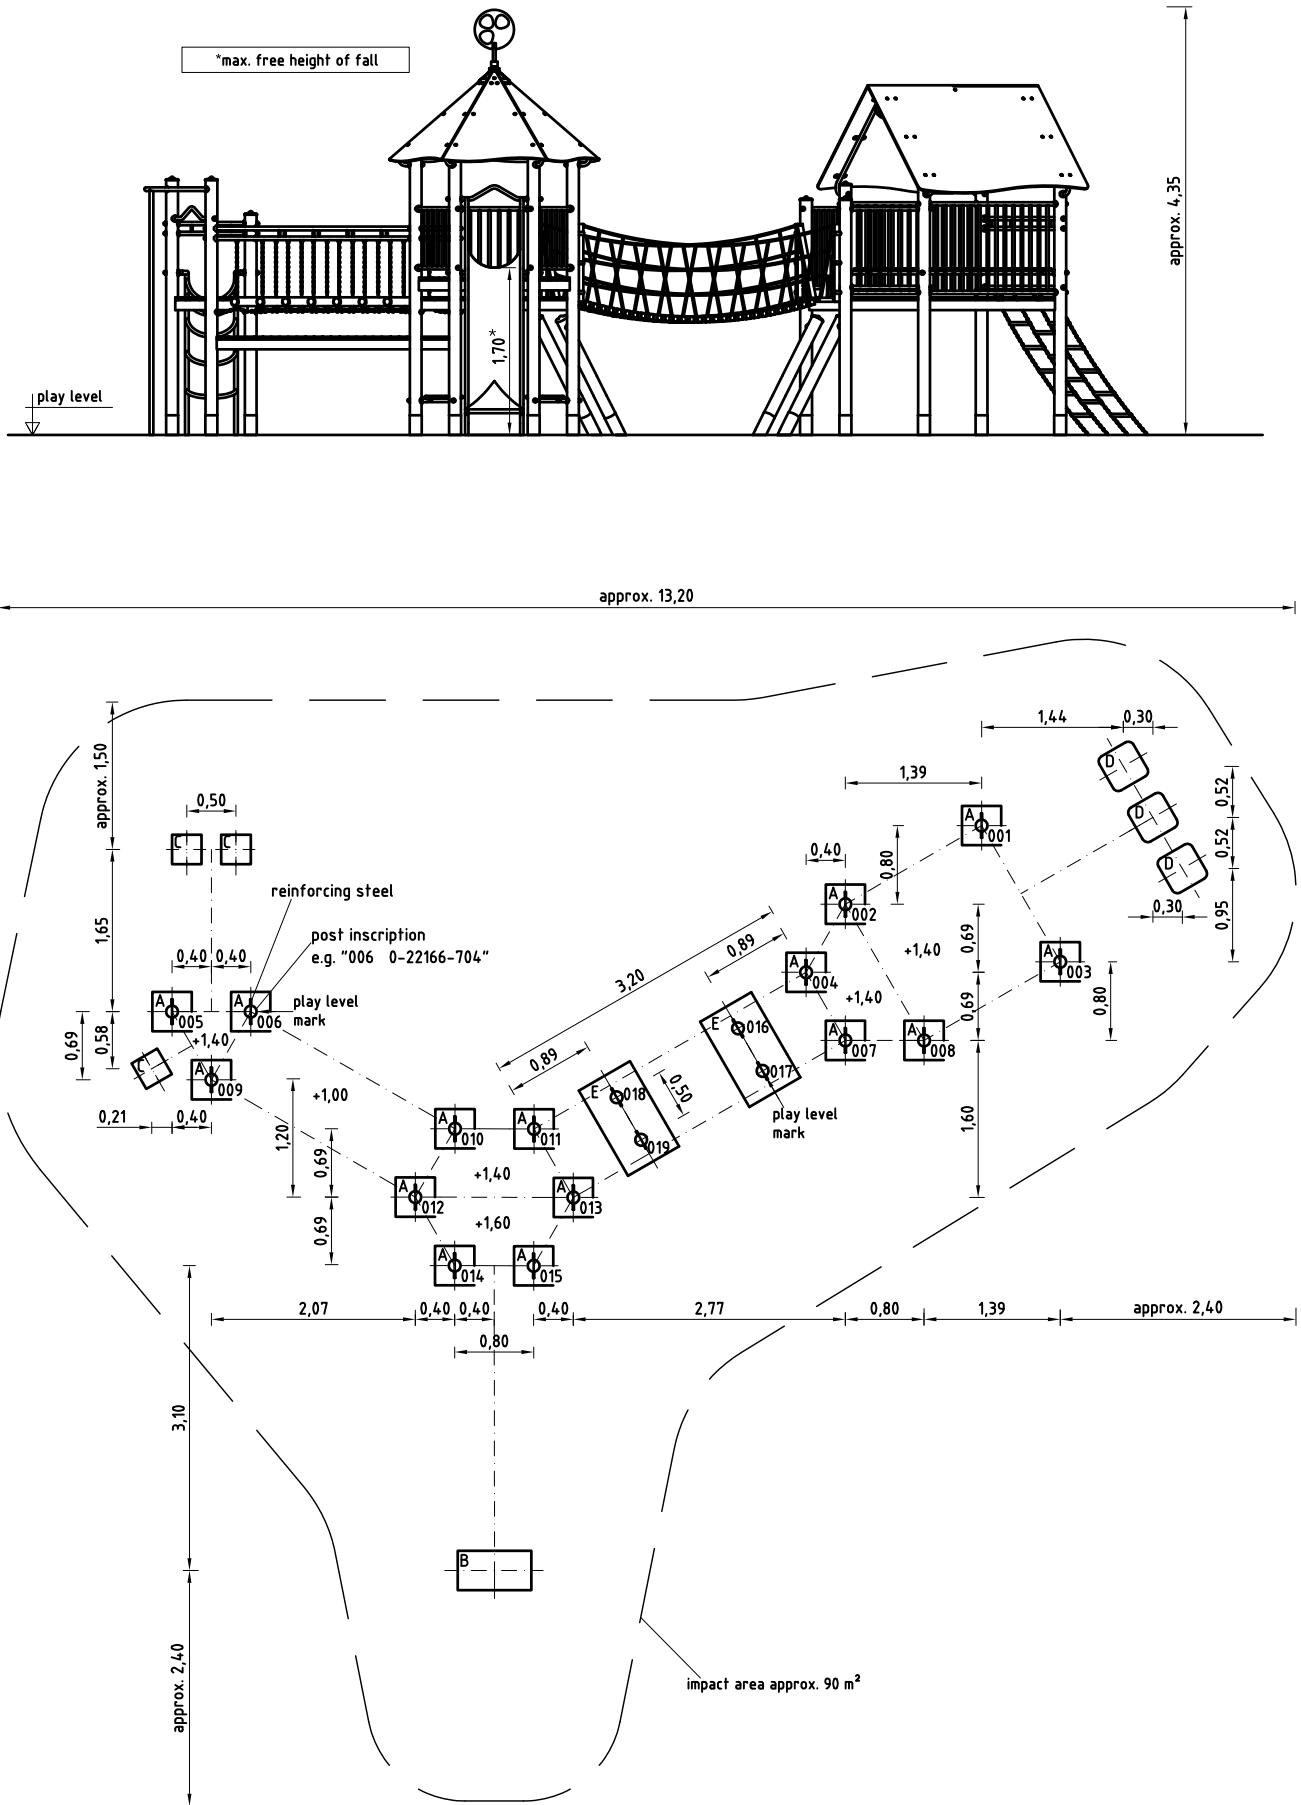 *max. free height of fall
approx. 4,35
1,70*
play level
approx. 13,20
approx. 1,50
1,44
0,30
D
0,52
1,39
0,50
A
001
D
0,52
C
C
0,40
0,80
D
reinforcing steel
A
002
0,30
0,95
1,65
post inscription
e.g. "006 0-22166-704"
0,89
+1,40
0,69
0,40
0,40
3,20
A
003
A
004
A
005
A
006
play level
mark
+1,40
0,69
0,80
E
016
0,69
0,58
+1,40
A
007
A
008
C
A
009
0,89
017
+1,00
E
018
0,50
play level
mark
0,21
0,40
1,20
0,69
A
010
A
011
019
1,60
+1,40
A
012
A
013
0,69
+1,60
A
014
A
015
2,07
0,40
0,40
0,40
2,77
0,80
1,39
approx. 2,40
0,80
3,10
B
approx. 2,40
impact area approx. 90 m²